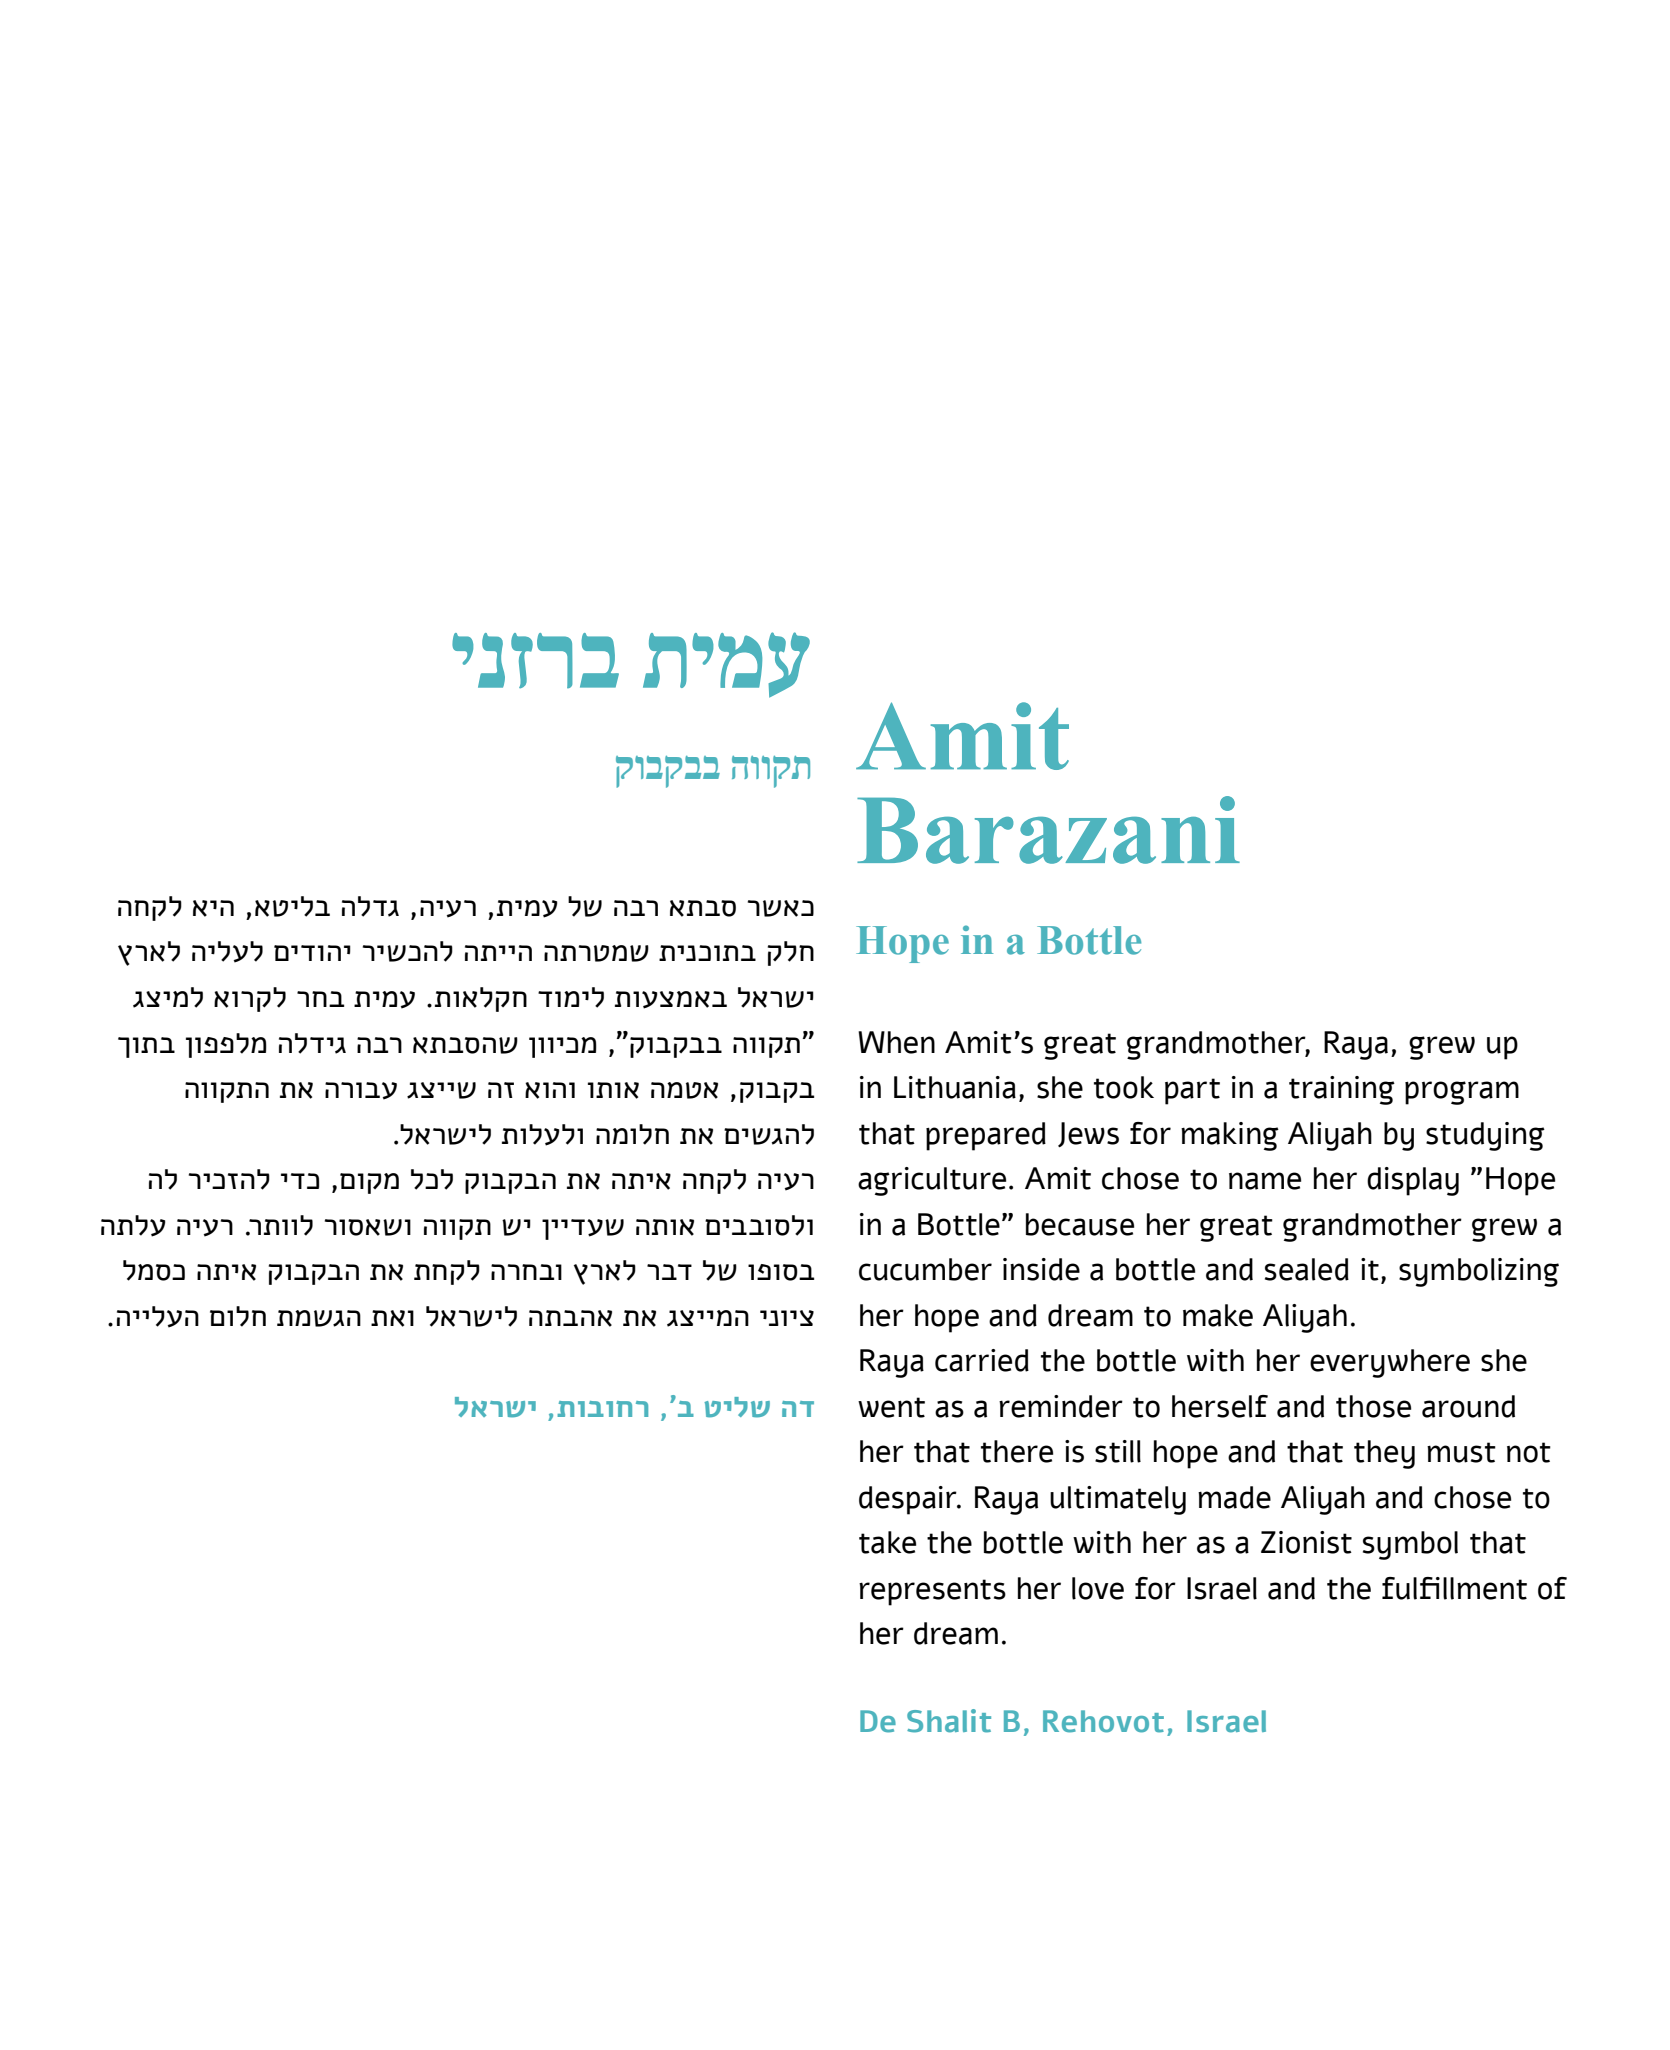 עמית ברזני
תקווה בבקבוק
כאשר סבתא רבה של עמית, רעיה, גדלה בליטא, היא לקחה
חלק בתוכנית שמטרתה הייתה להכשיר יהודים לעליה לארץ
ישראל באמצעות לימוד חקלאות. עמית בחר לקרוא למיצג
"תקווה בבקבוק", מכיוון שהסבתא רבה גידלה מלפפון בתוך
בקבוק, אטמה אותו והוא זה שייצג עבורה את התקווה
להגשים את חלומה ולעלות לישראל.
רעיה לקחה איתה את הבקבוק לכל מקום, כדי להזכיר לה
ולסובבים אותה שעדיין יש תקווה ושאסור לוותר. רעיה עלתה
בסופו של דבר לארץ ובחרה לקחת את הבקבוק איתה כסמל
ציוני המייצג את אהבתה לישראל ואת הגשמת חלום העלייה.
דה שליט ב', רחובות, ישראל
Amit
Barazani
Hope in a Bottle
When Amit's great grandmother, Raya, grew up
in Lithuania, she took part in a training program
that prepared Jews for making Aliyah by studying
agriculture. Amit chose to name her display "Hope
in a Bottle" because her great grandmother grew a
cucumber inside a bottle and sealed it, symbolizing
her hope and dream to make Aliyah.
Raya carried the bottle with her everywhere she
went as a reminder to herself and those around
her that there is still hope and that they must not
despair. Raya ultimately made Aliyah and chose to
take the bottle with her as a Zionist symbol that
represents her love for Israel and the fulfillment of
her dream.
De Shalit B, Rehovot, Israel